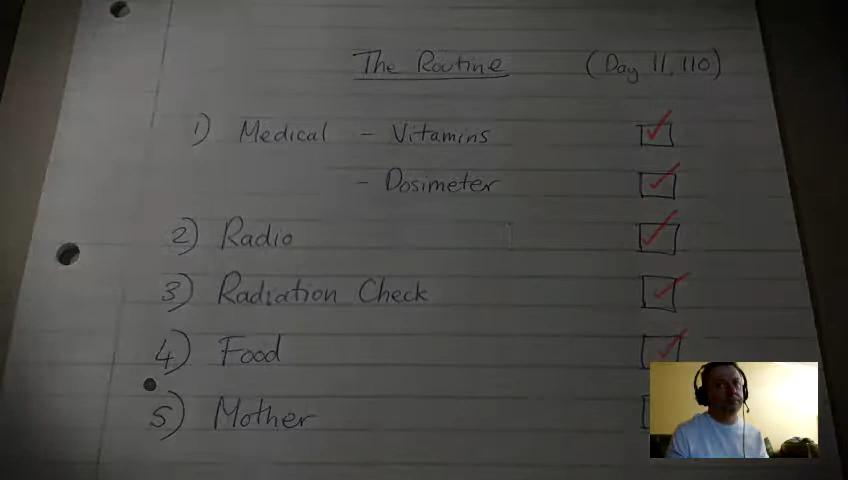 The Routine (Day 11,110)
1) Medical - Vitamins
- Dosimeter
2) Radio
3) Radiation Check
4) Food
5) Mother